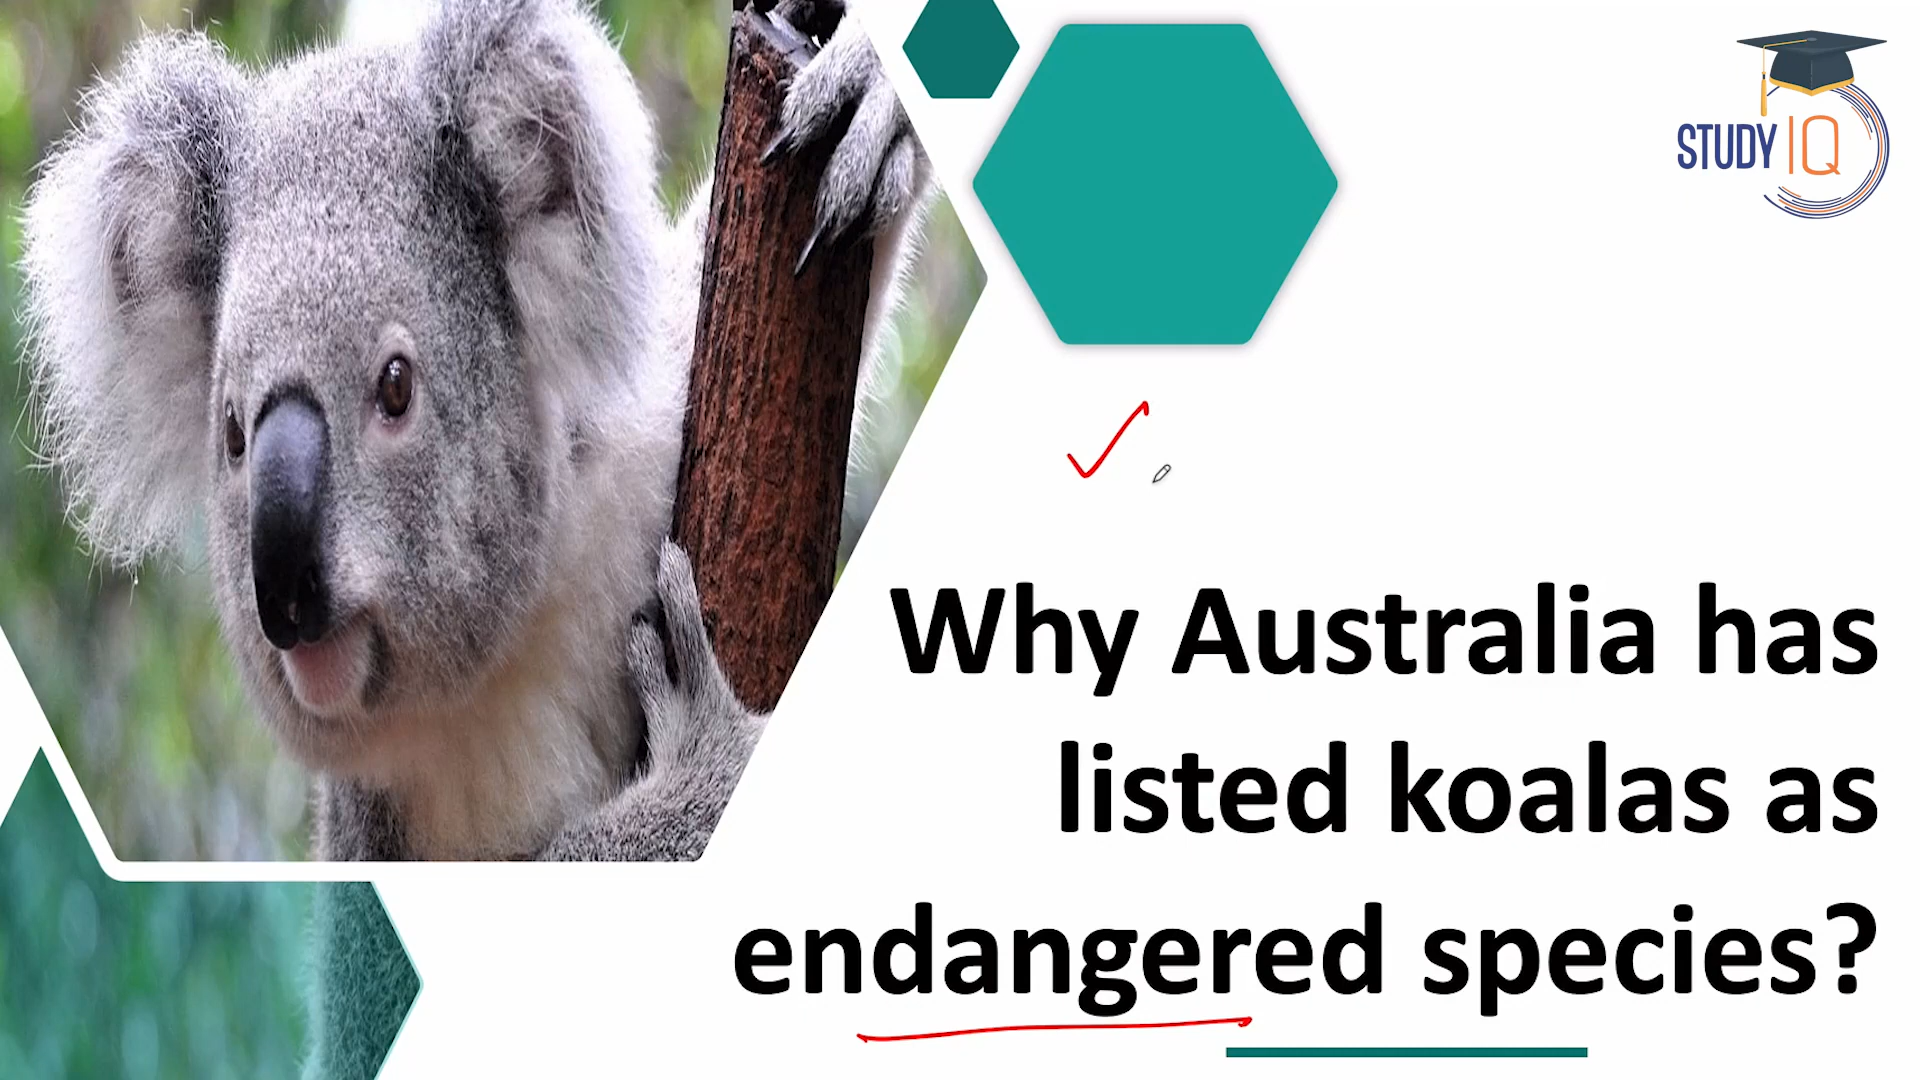 STUDY IQ
Why Australia has
listed koalas as
endangered species?